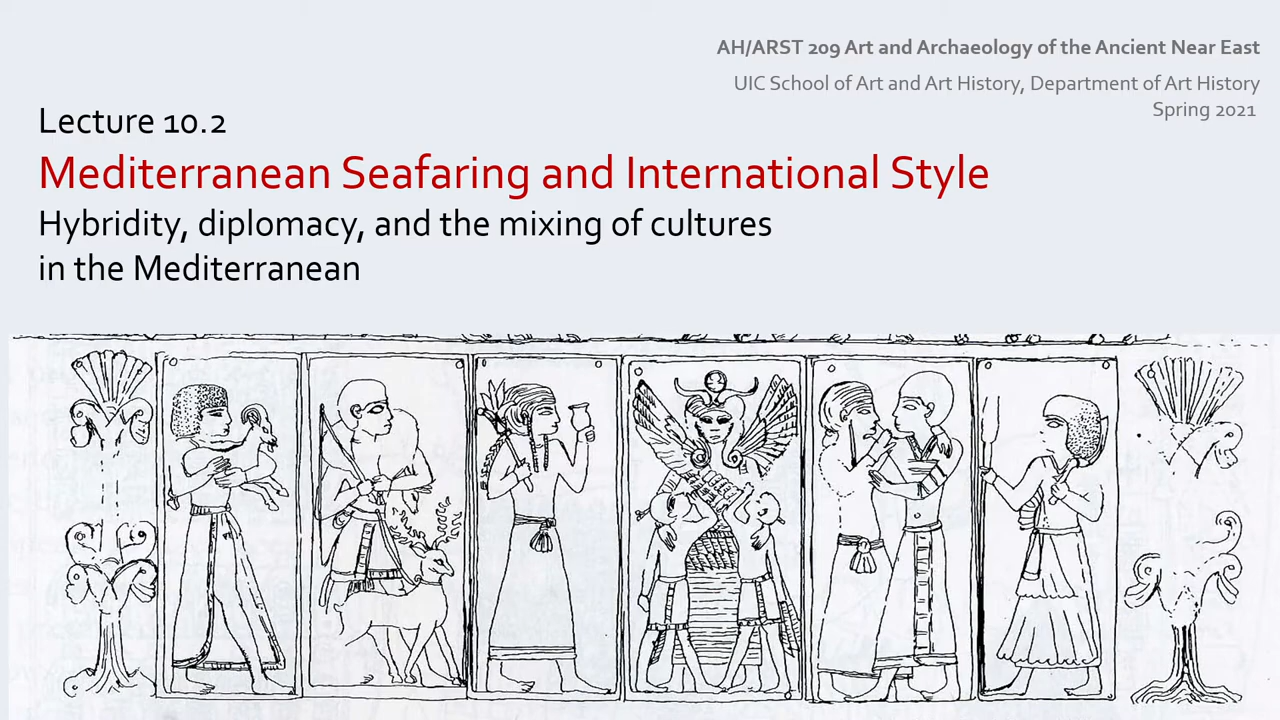 AH/ARST 209 Art and Archaeology of the Ancient Near East
UIC School of Art and Art History, Department of Art History
Spring 2021
Lecture 10.2
Mediterranean Seafaring and International Style
Hybridity, diplomacy, and the mixing of cultures
in the Mediterranean